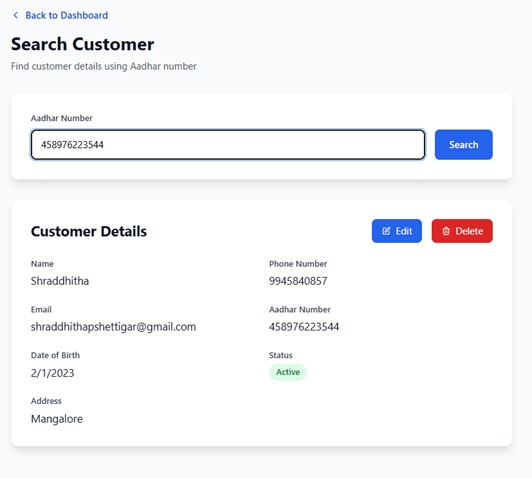 Back to Dashboard
Search Customer
Find customer details using Aadhar number
Aadhar Number
458976223544
Search
Customer Details
Edit
Delete
Name
Phone Number
Shraddhitha
9945840857
Email
Aadhar Number
shraddhithapshettigar@gmail.com
458976223544
Date of Birth
Status
2/1/2023
Active
Address
Mangalore